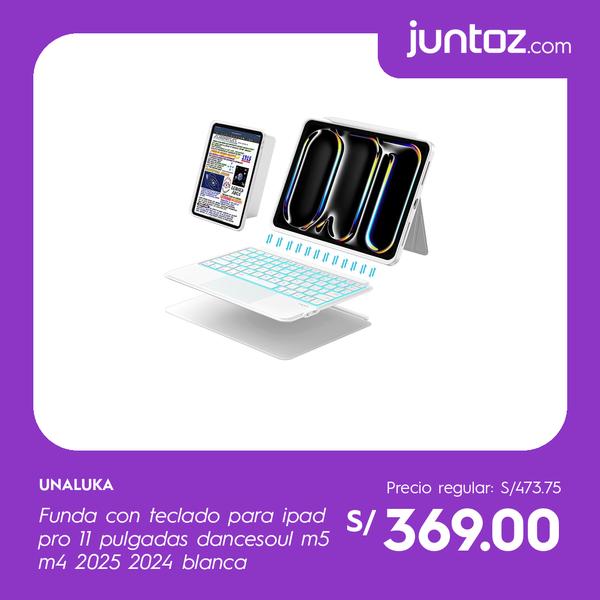 juntoz.com
UNALUKA
Funda con teclado para ipad
pro 11 pulgadas dancesoul m5
m4 2025 2024 blanca
Precio regular: S/473.75
S/ 369.00